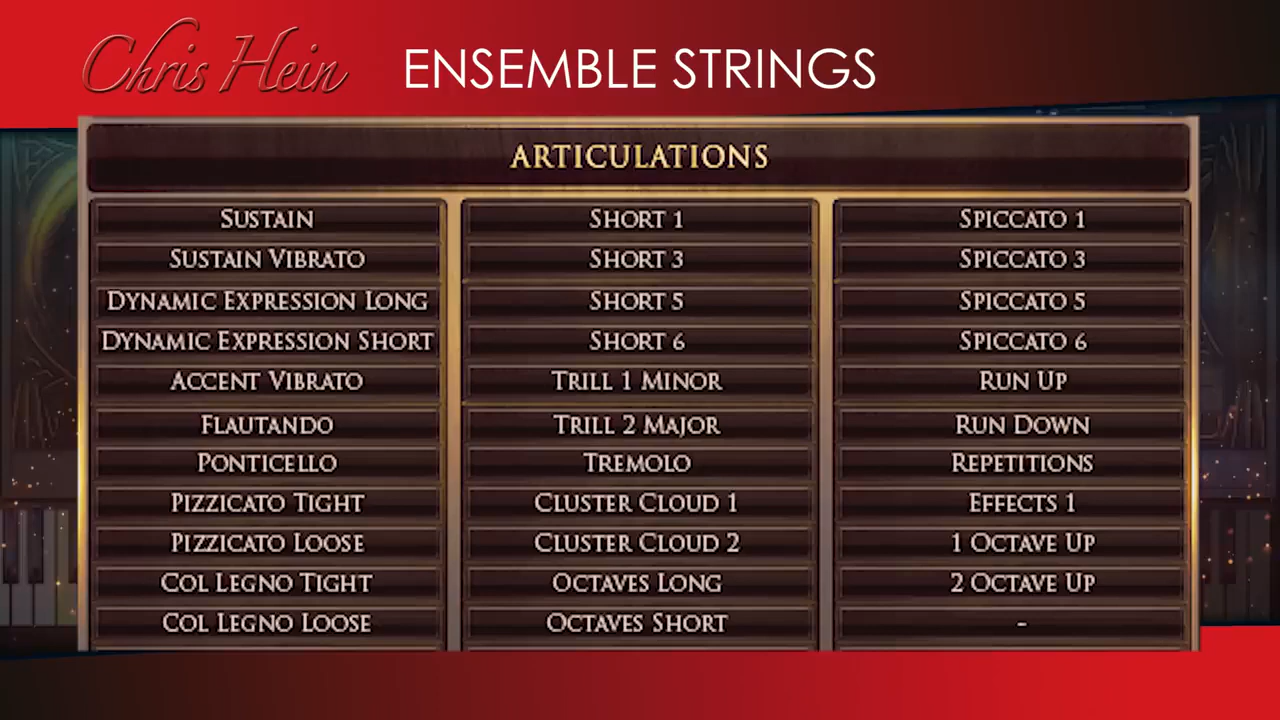 Chris Hein ENSEMBLE STRINGS
ARTICULATIONS
SUSTAIN
SUSTAIN VIBRATO
DYNAMIC EXPRESSION LONG
DYNAMIC EXPRESSION SHORT
ACCENT VIBRATO
FLAUTANDO
PONTICELLO
PIZZICATO TIGHT
PIZZICATO LOOSE
COL LEGNO TIGHT
COL LEGNO LOOSE
SHORT 1
SHORT 3
SHORT 5
SHORT 6
TRILL 1 MINOR
TRILL 2 MAJOR
TREMOLO
CLUSTER CLOUD 1
CLUSTER CLOUD 2
OCTAVES LONG
OCTAVES SHORT
SPICCATO 1
SPICCATO 3
SPICCATO 5
SPICCATO 6
RUN UP
RUN DOWN
REPETITIONS
EFFECTS 1
1 OCTAVE UP
2 OCTAVE UP
-